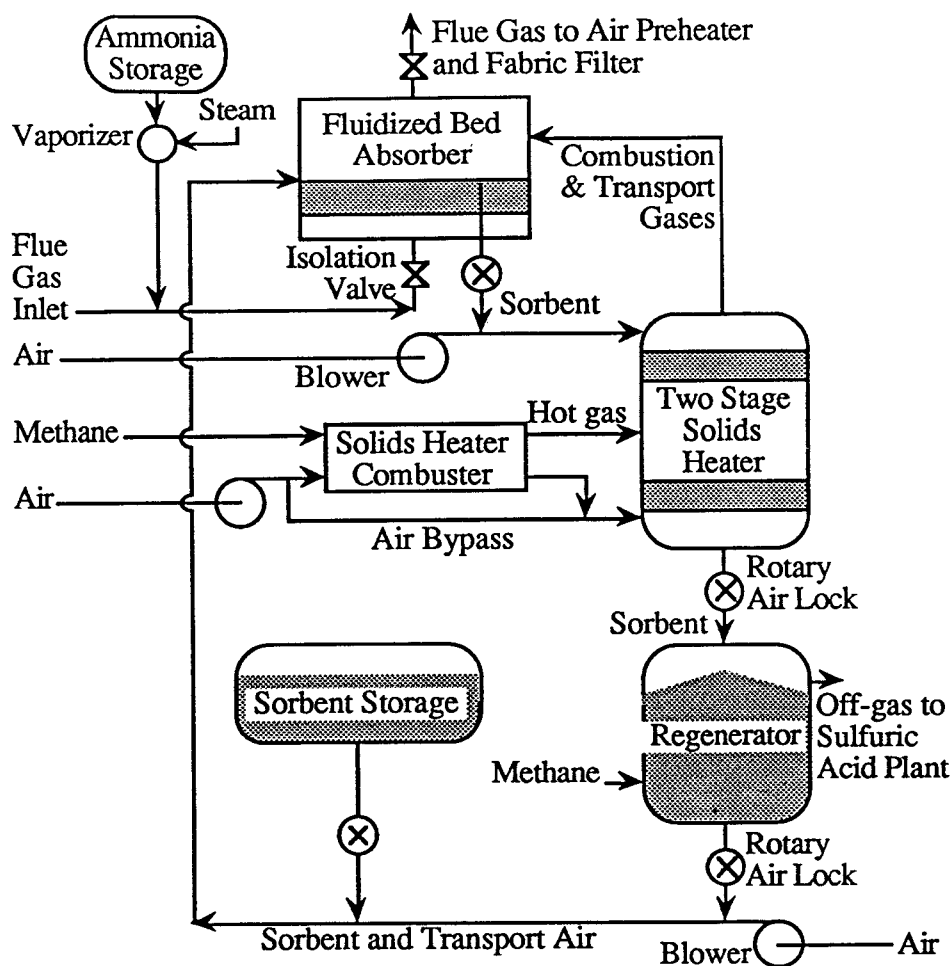 Ammonia
Storage
Flue Gas to Air Preheater
and Fabric Filter
Steam
Vaporizer
Fluidized Bed
Absorber
Combustion
& Transport
Gases
Flue
Gas
Inlet
Isolation
Valve
Sorbent
Air
Blower
Two Stage
Solids
Heater
Methane
Hot gas
Solids Heater
Combuster
Air
Air Bypass
Rotary
Air Lock
Sorbent
Sorbent Storage
Regenerator
Off-gas to
Sulfuric
Acid Plant
Methane
Rotary
Air Lock
Sorbent and Transport Air
Blower
Air